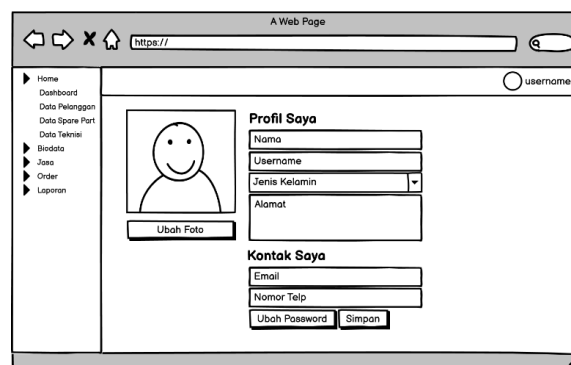 A Web Page
https://
username
Home
Dashboard
Data Pelanggan
Data Spare Part
Data Teknisi
Biodata
Jasa
Order
Laporan
Profil Saya
Nama
Username
Jenis Kelamin
Alamat
Ubah Foto
Kontak Saya
Email
Nomor Telp
Ubah Password
Simpan